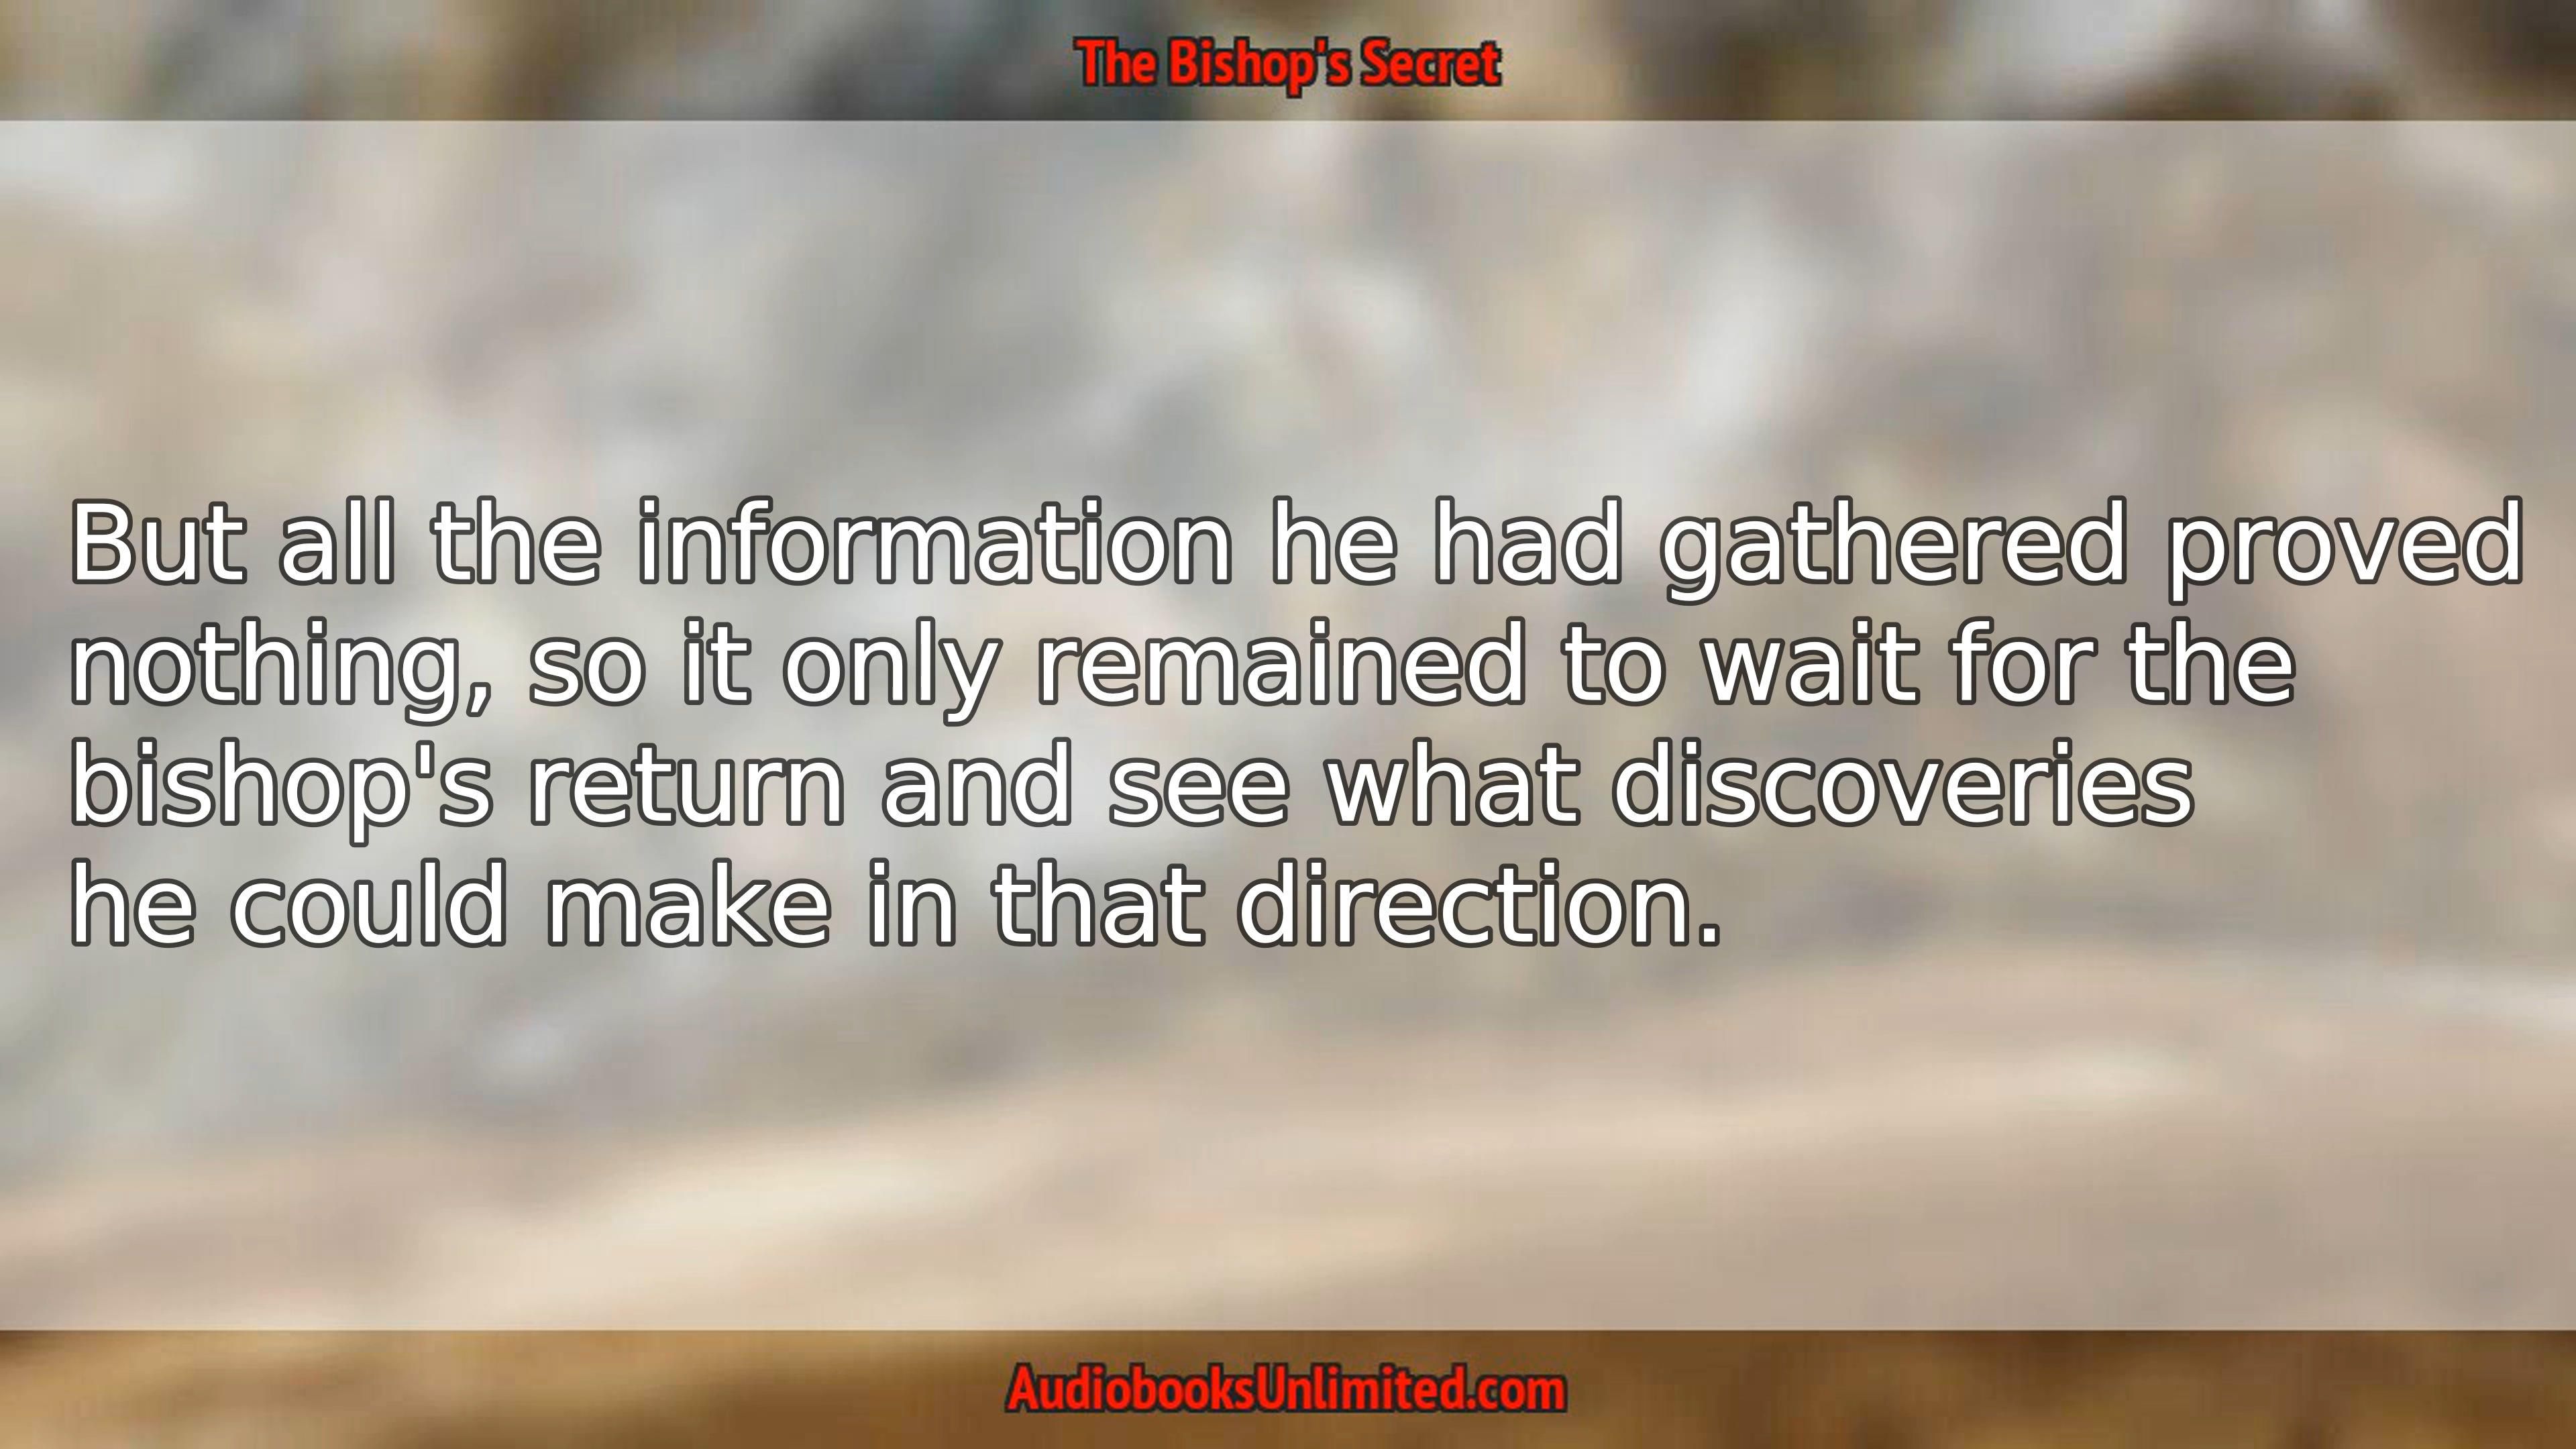 The Bishop's Secret
But all the information he had gathered proved
nothing, so it only remained to wait for the
bishop's return and see what discoveries
he could make in that direction.
AudiobooksUnlimited.com